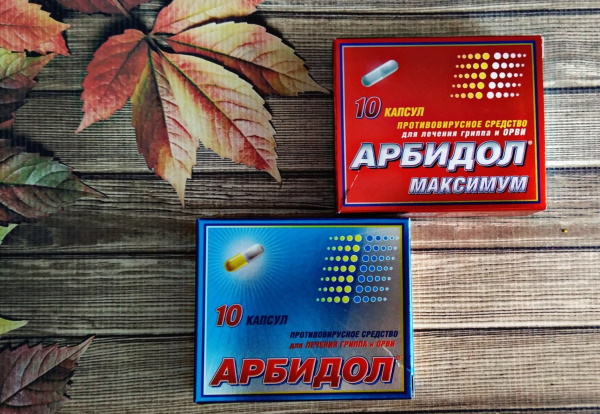 10 КАПСУЛ
ПРОТИВОВИРУСНОЕ СРЕДСТВО
для лечения гриппа и ОРВИ
АРБИДОЛ®
МАКСИМУМ
10 КАПСУЛ
ПРОТИВОВИРУСНОЕ СРЕДСТВО
для ЛЕЧЕНИЯ ГРИППА и ОРВИ
АРБИДОЛ®